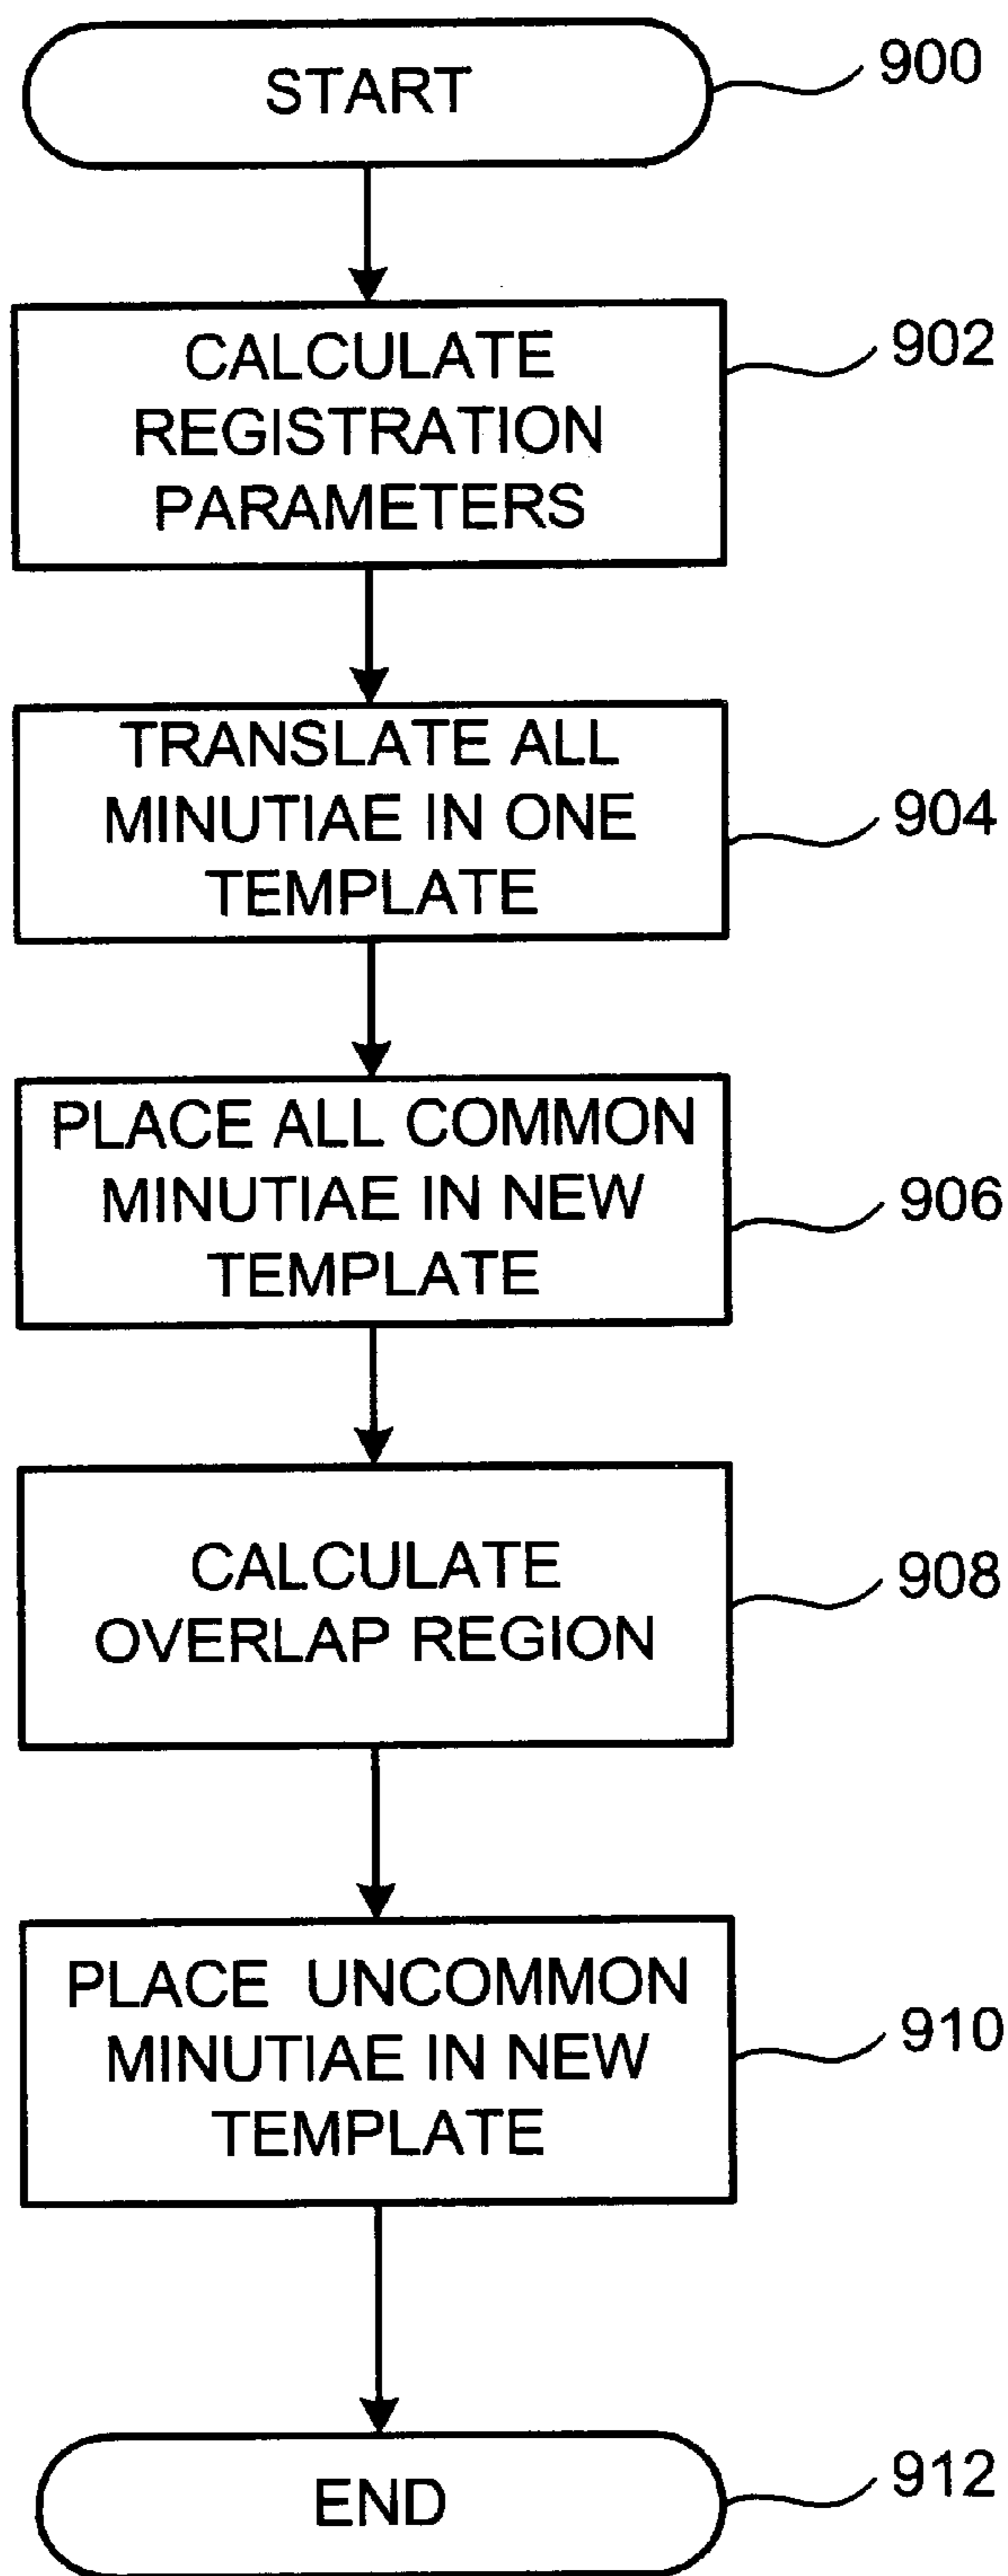 START
900
CALCULATE
REGISTRATION
PARAMETERS
902
TRANSLATE ALL
MINUTIAE IN ONE
TEMPLATE
904
PLACE ALL COMMON
MINUTIAE IN NEW
TEMPLATE
906
CALCULATE
OVERLAP REGION
908
PLACE UNCOMMON
MINUTIAE IN NEW
TEMPLATE
910
END
912